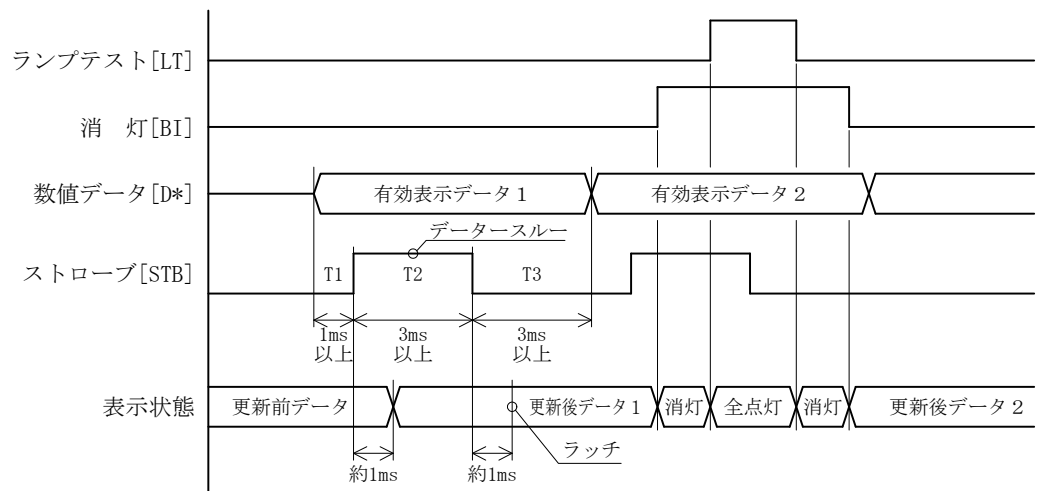 ランプテスト[LT]
消　灯[BI]
数値データ[D*]
有効表示データ１
有効表示データ２
データースルー
ストローブ[STB]
T1
T2
T3
1ms
以上
3ms
以上
3ms
以上
表示状態
更新前データ
更新後データ１
消灯
全点灯
消灯
更新後データ２
ラッチ
約1ms
約1ms